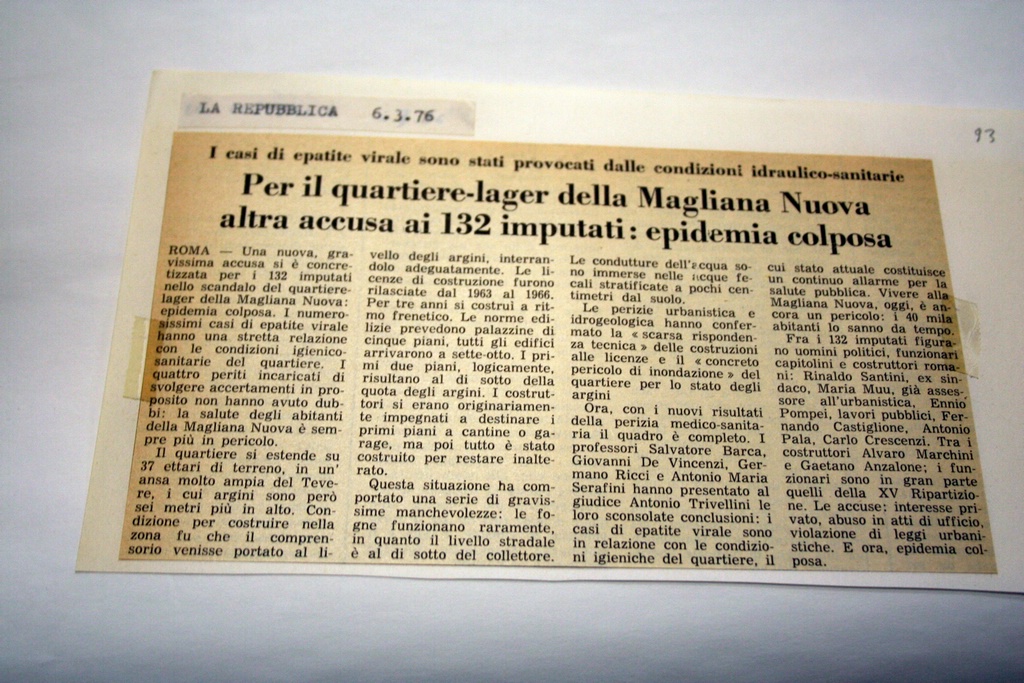 LA REPUBBLICA 6.3.76
93
I casi di epatite virale sono stati provocati dalle condizioni idraulico-sanitarie
Per il quartiere-lager della Magliana Nuova
altra accusa ai 132 imputati: epidemia colposa
ROMA — Una nuova, gra-
vissima accusa si è concre-
tizzata per i 132 imputati
nello scandalo del quartiere-
lager della Magliana Nuova:
epidemia colposa. I numero-
sissimi casi di epatite virale
hanno una stretta relazione
con le condizioni igienico-
sanitarie del quartiere. I
quattro periti incaricati di
svolgere accertamenti in pro-
posito non hanno avuto dub-
bi: la salute degli abitanti
della Magliana Nuova è sem-
pre più in pericolo.
Il quartiere si estende su
37 ettari di terreno, in un'
ansa molto ampia del Teve-
re, i cui argini sono però
sei metri più in alto. Con-
dizione per costruire nella
zona fu che il compren-
sorio venisse portato al li-
vello degli argini, interran-
dolo adeguatamente. Le li-
cenze di costruzione furono
rilasciate dal 1963 al 1966.
Per tre anni si costruì a rit-
mo frenetico. Le norme edi-
lizie prevedono palazzine di
cinque piani, tutti gli edifici
arrivarono a sette-otto. I pri-
mi due piani, logicamente,
risultano al di sotto della
quota degli argini. I costrut-
tori si erano originariamen-
te impegnati a destinare i
primi piani a cantine o ga-
rage, ma poi tutto è stato
costruito per restare inalte-
rato.
Questa situazione ha com-
portato una serie di gravis-
sime manchevolezze: le fo-
gne funzionano raramente,
in quanto il livello stradale
è al di sotto del collettore.
Le condutture dell'acqua so-
no immerse nelle acque fe-
cali stratificate a pochi cen-
timetri dal suolo.
Le perizie urbanistica e
idrogeologica hanno confer-
mato la « scarsa risponden-
za tecnica » delle costruzioni
alle licenze e il « concreto
pericolo di inondazione » del
quartiere per lo stato degli
argini
Ora, con i nuovi risultati
della perizia medico-sanita-
ria il quadro è completo. I
professori Salvatore Barca,
Giovanni De Vincenzi, Ger-
mano Ricci e Antonio Maria
Serafini hanno presentato al
giudice Antonio Trivellini le
loro sconsolate conclusioni: i
casi di epatite virale sono
in relazione con le condizio-
ni igieniche del quartiere, il
cui stato attuale costituisce
un continuo allarme per la
salute pubblica. Vivere alla
Magliana Nuova, oggi, è an-
cora un pericolo: i 40 mila
abitanti lo sanno da tempo.
Fra i 132 imputati figura-
no uomini politici, funzionari
capitolini e costruttori roma-
ni: Rinaldo Santini, ex sin-
daco, Maria Muu, già asses-
sore all'urbanistica, Ennio
Pompei, lavori pubblici, Fer-
nando Castiglione, Antonio
Pala, Carlo Crescenzi. Tra i
costruttori Alvaro Marchini
e Gaetano Anzalone; i fun-
zionari sono in gran parte
quelli della XV Ripartizio-
ne. Le accuse: interesse pri-
vato, abuso in atti di ufficio,
violazione di leggi urbani-
stiche. E ora, epidemia col-
posa.